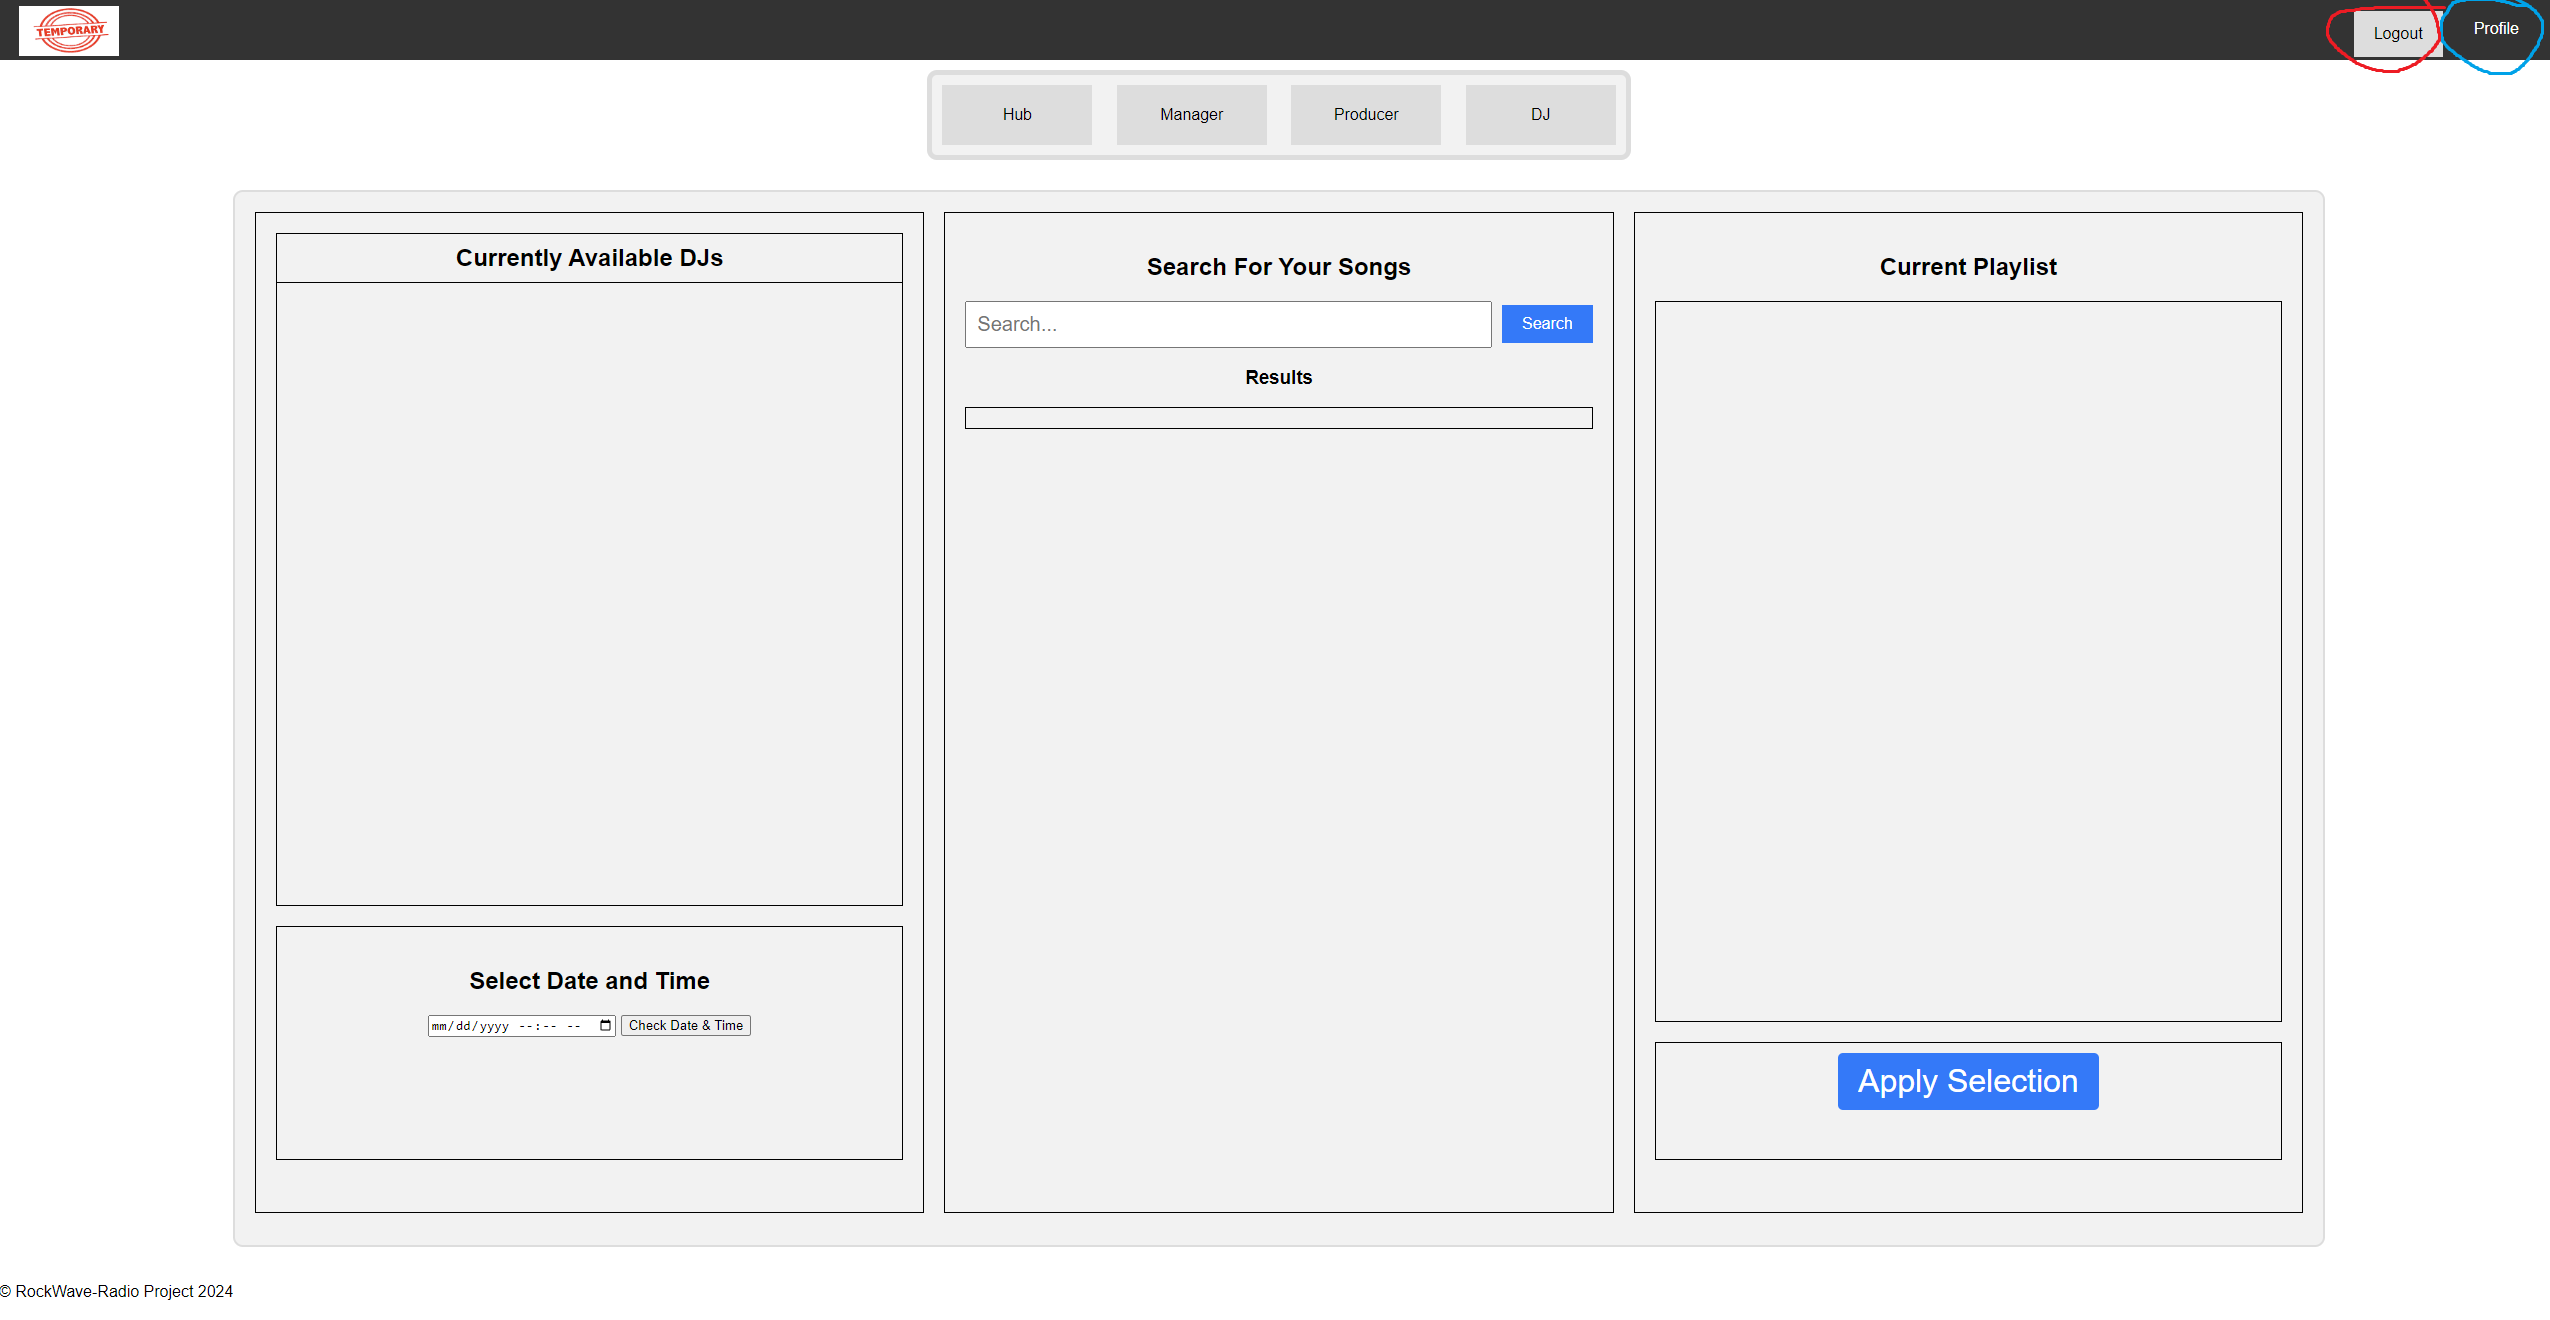 TEMPORARY
Logout
Profile
Hub
Manager
Producer
DJ
Currently Available DJs
Search For Your Songs
Current Playlist
Search...
Search
Results
Select Date and Time
mm/dd/yyyy --:-- --
Check Date & Time
Apply Selection
© RockWave-Radio Project 2024